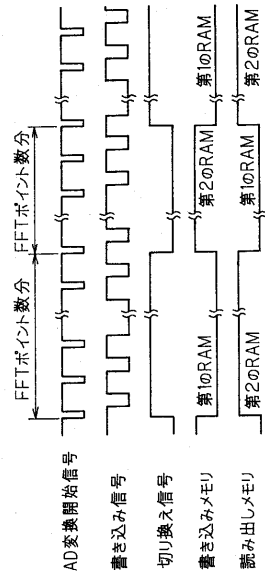 FFTポイント数分 FFTポイント数分
AD変換開始信号
書き込み信号
切り換え信号
書き込みメモリ 第1のRAM 第2のRAM 第1のRAM
読み出しメモリ 第2のRAM 第1のRAM 第2のRAM